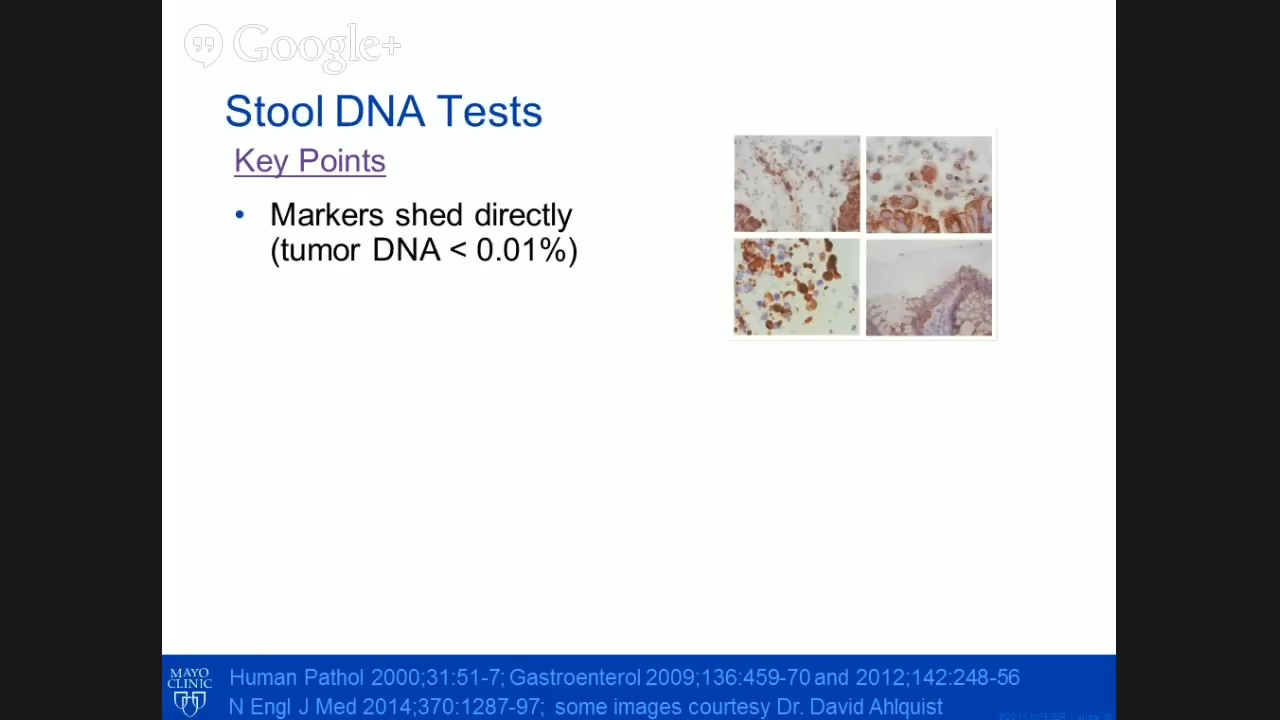 Google+
Stool DNA Tests
Key Points
• Markers shed directly
(tumor DNA < 0.01%)
MAYO
CLINIC
Human Pathol 2000;31:51-7; Gastroenterol 2009;136:459-70 and 2012;142:248-56
N Engl J Med 2014;370:1287-97; some images courtesy Dr. David Ahlquist